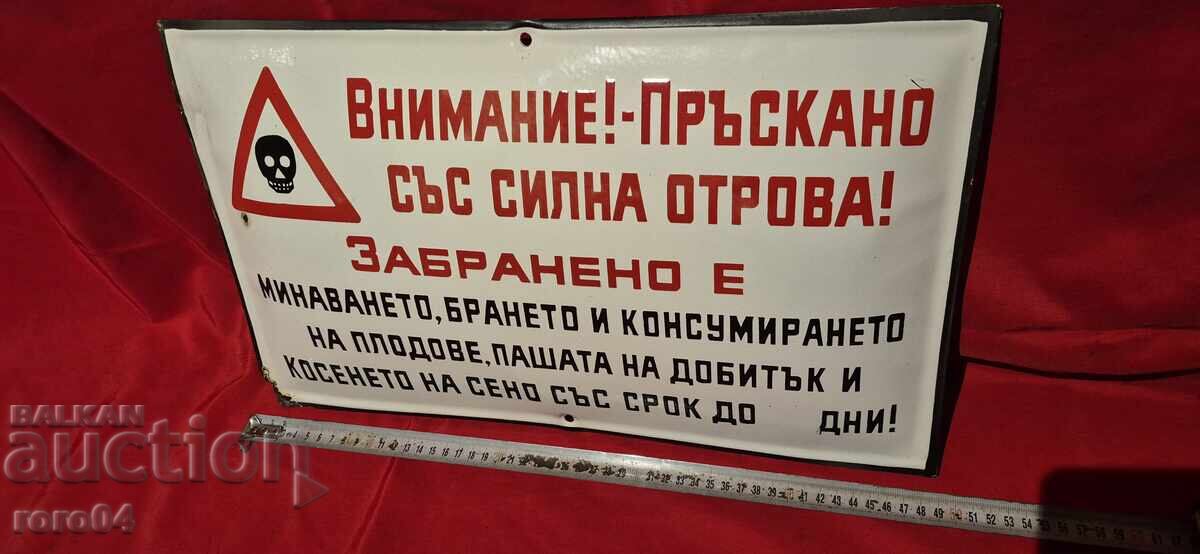 ВНИМАНИЕ!-ПРЪСКАНО
СЪС СИЛНА ОТРОВА!
ЗАБРАНЕНО Е
МИНАВАНЕТО, БРАНЕТО И КОНСУМИРАНЕТО
НА ПЛОДОВЕ, ПАШАТА НА ДОБИТЪК И
КОСЕНЕТО НА СЕНО СЪС СРОК ДО ДНИ!
BALKAN
auction
roro04